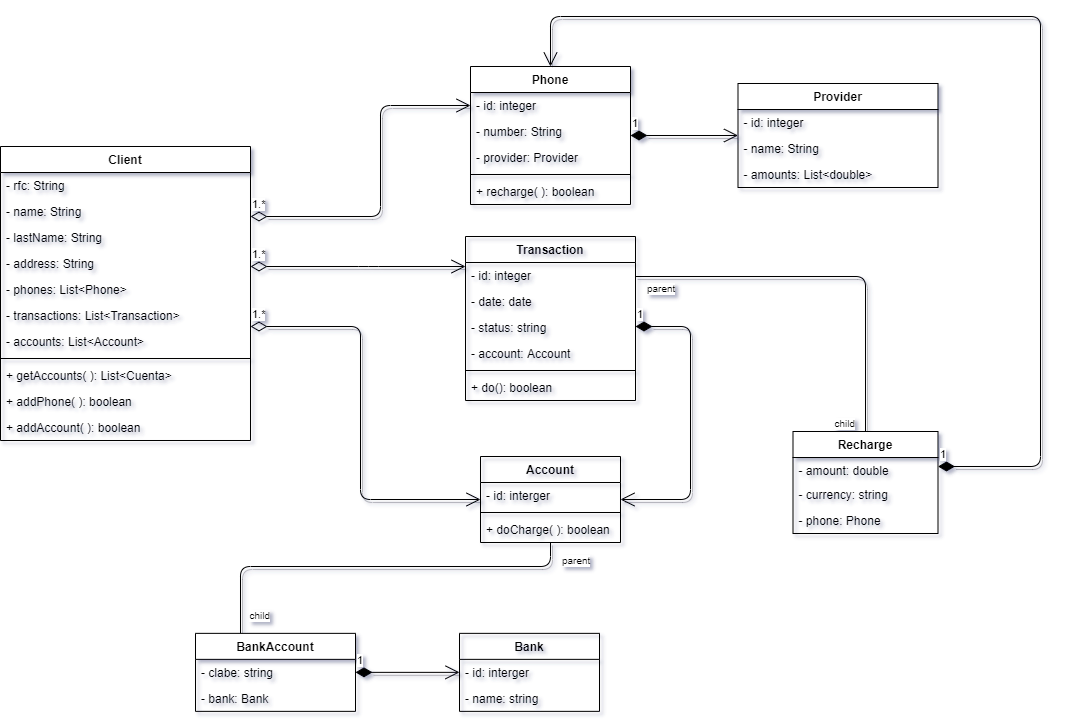 Phone
- id: integer
- number: String
- provider: Provider
+ recharge( ): boolean
1
Provider
- id: integer
- name: String
- amounts: List<double>
Client
- rfc: String
- name: String
- lastName: String
- address: String
- phones: List<Phone>
- transactions: List<Transaction>
- accounts: List<Account>
+ getAccounts( ): List<Cuenta>
+ addPhone( ): boolean
+ addAccount( ): boolean
1.*
1.*
1.*
Transaction
- id: integer
- date: date
- status: string
- account: Account
+ do(): boolean
parent
1
child
Recharge
- amount: double
- currency: string
- phone: Phone
1
Account
- id: interger
+ doCharge( ): boolean
parent
child
BankAccount
- clabe: string
- bank: Bank
1
Bank
- id: interger
- name: string